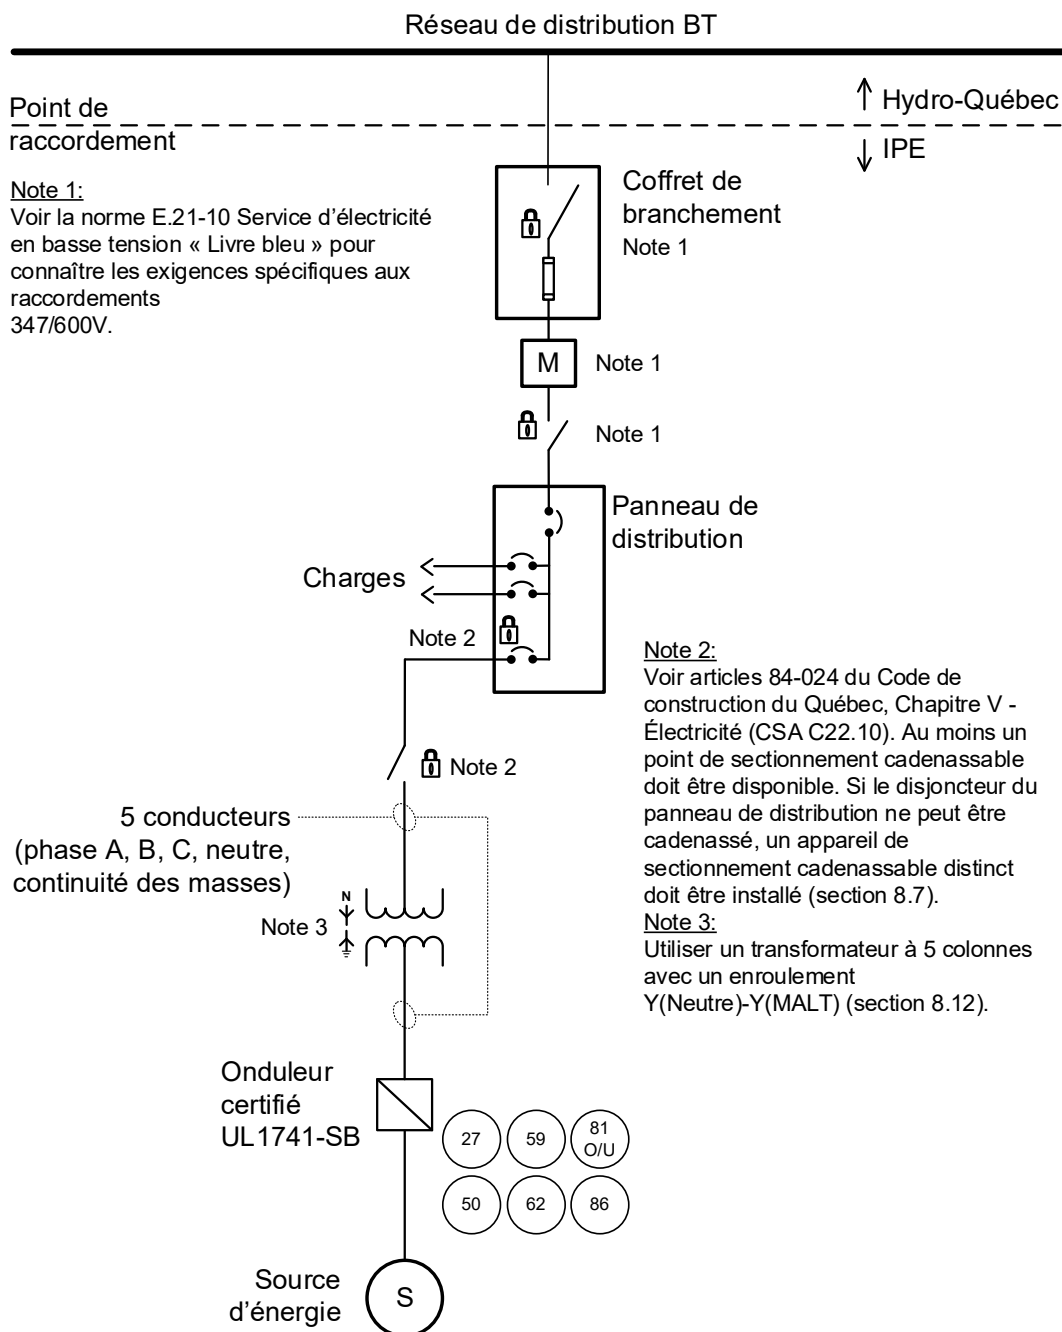 Réseau de distribution BT
Point de
raccordement
Hydro-Québec
IPE
Note 1:
Voir la norme E.21-10 Service d'électricité
en basse tension « Livre bleu » pour
connaître les exigences spécifiques aux
raccordements
347/600V.
Coffret de
branchement
Note 1
M
Note 1
Note 1
Panneau de
distribution
Charges
Note 2
Note 2
Note 2:
Voir articles 84-024 du Code de
construction du Québec, Chapitre V -
Électricité (CSA C22.10). Au moins un
point de sectionnement cadenassable
doit être disponible. Si le disjoncteur du
panneau de distribution ne peut être
cadenassé, un appareil de
sectionnement cadenassable distinct
doit être installé (section 8.7).
Note 3:
Utiliser un transformateur à 5 colonnes
avec un enroulement
Y(Neutre)-Y(MALT) (section 8.12).
5 conducteurs
(phase A, B, C, neutre,
continuité des masses)
N
Note 3
Onduleur
certifié
UL1741-SB
27
59
81
O/U
50
62
86
Source
d'énergie
S